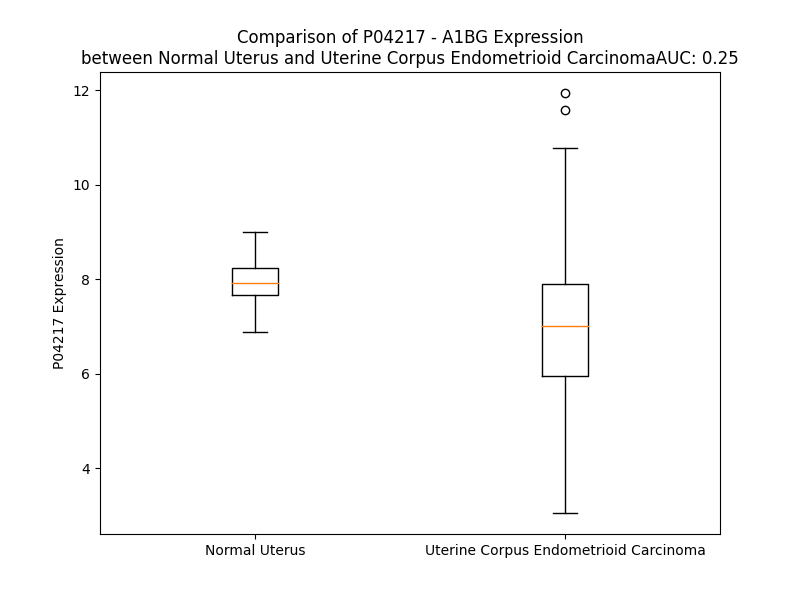 Comparison of P04217 - A1BG Expression
between Normal Uterus and Uterine Corpus Endometrioid CarcinomaAUC: 0.25
12
10
8
6
4
P04217 Expression
Normal Uterus
Uterine Corpus Endometrioid Carcinoma